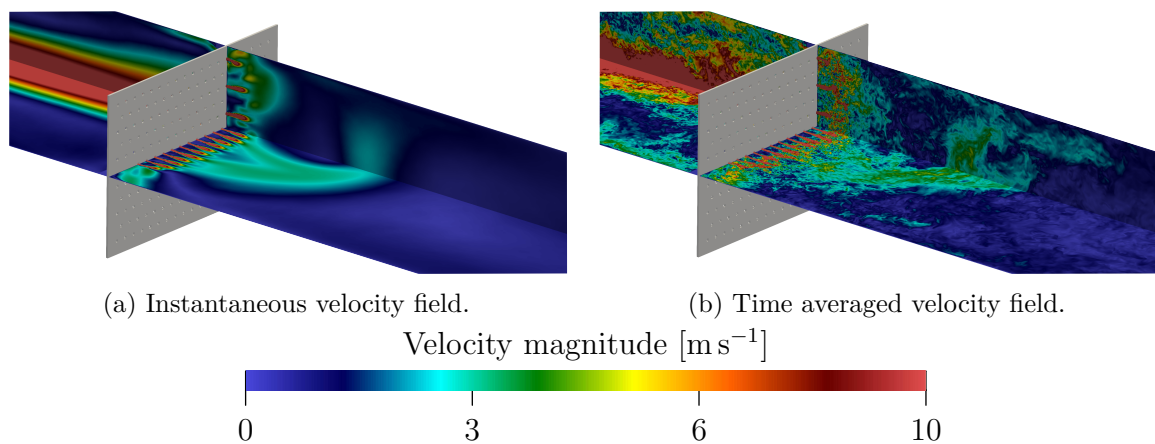 (a) Instantaneous velocity field.
(b) Time averaged velocity field.
Velocity magnitude [m s⁻¹]
0 3 6 10